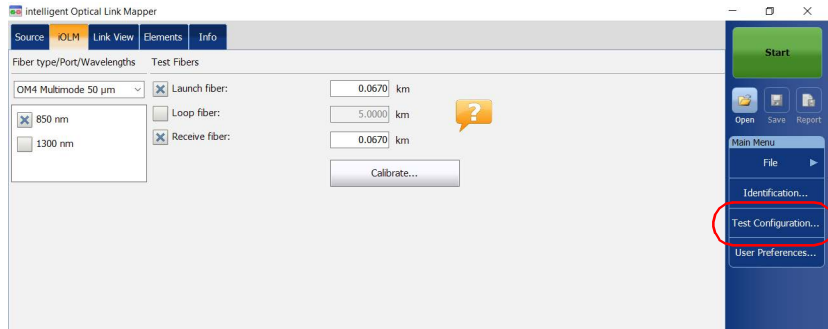 intelligent Optical Link Mapper
Source iOLM Link View Elements Info
Fiber type/Port/Wavelengths Test Fibers
OM4 Multimode 50 µm
850 nm
1300 nm
Launch fiber: 0.0670 km
Loop fiber: 5.0000 km
Receive fiber: 0.0670 km
?
Calibrate...
Start
Open Save Report
Main Menu
File
Identification...
Test Configuration...
User Preferences...